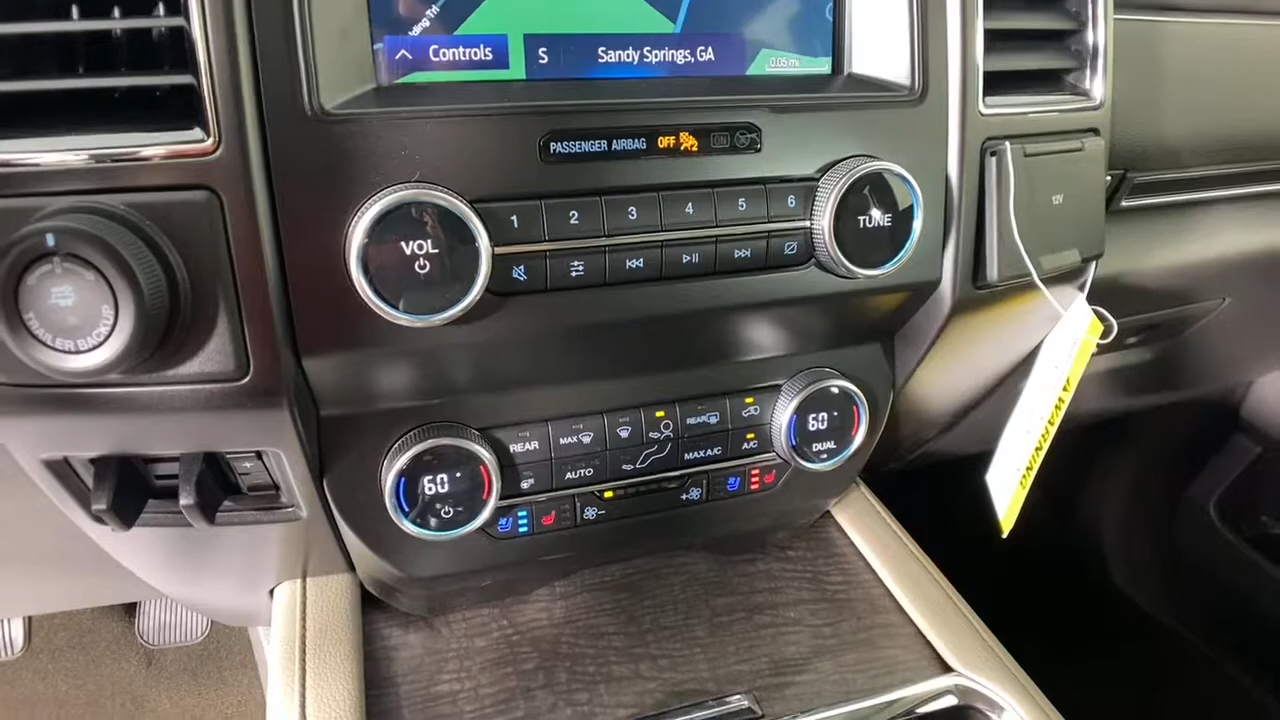 Controls
S Sandy Springs, GA
0.05 mi
PASSENGER AIRBAG OFF 2 ON
VOL
1 2 3 4 5 6
TUNE
12V
TRAILER BACKUP
WARNING
REAR MAX REAR
AUTO MAX A/C A/C
60°
60°
DUAL